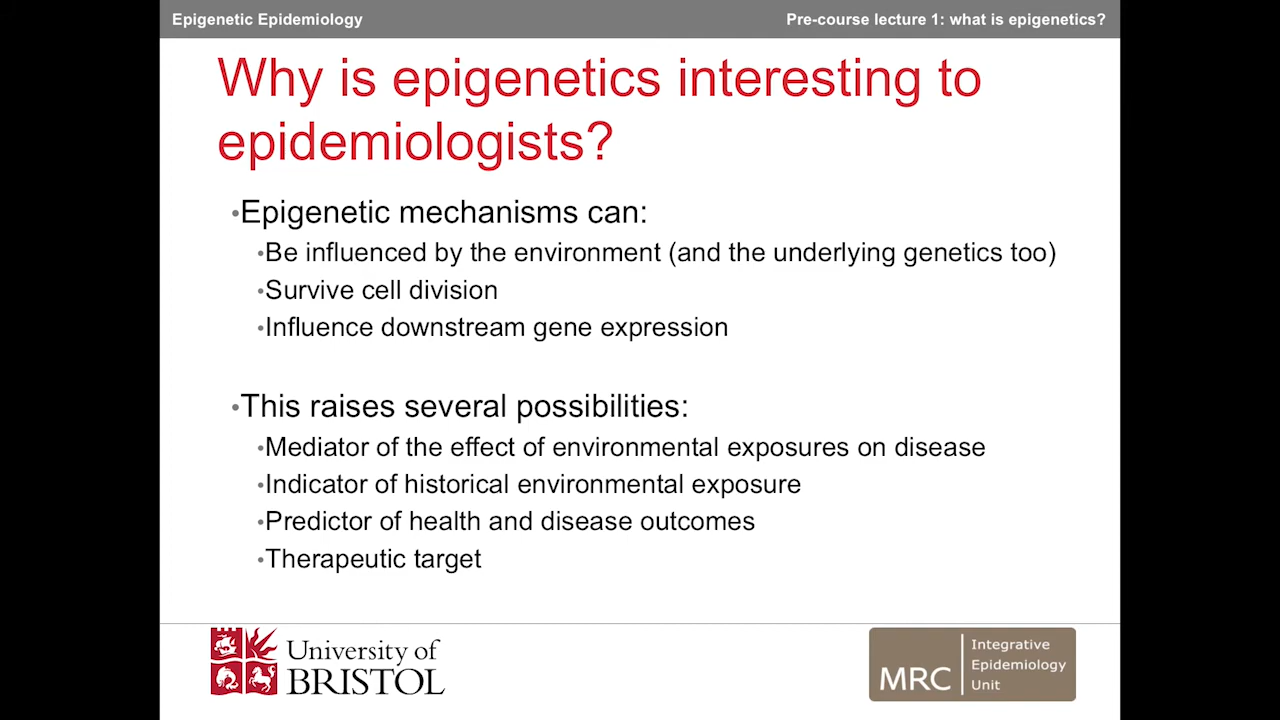 Epigenetic Epidemiology
Pre-course lecture 1: what is epigenetics?
Why is epigenetics interesting to
epidemiologists?
•Epigenetic mechanisms can:
•Be influenced by the environment (and the underlying genetics too)
•Survive cell division
•Influence downstream gene expression
•This raises several possibilities:
•Mediator of the effect of environmental exposures on disease
•Indicator of historical environmental exposure
•Predictor of health and disease outcomes
•Therapeutic target
University of
BRISTOL
MRC
Integrative
Epidemiology
Unit